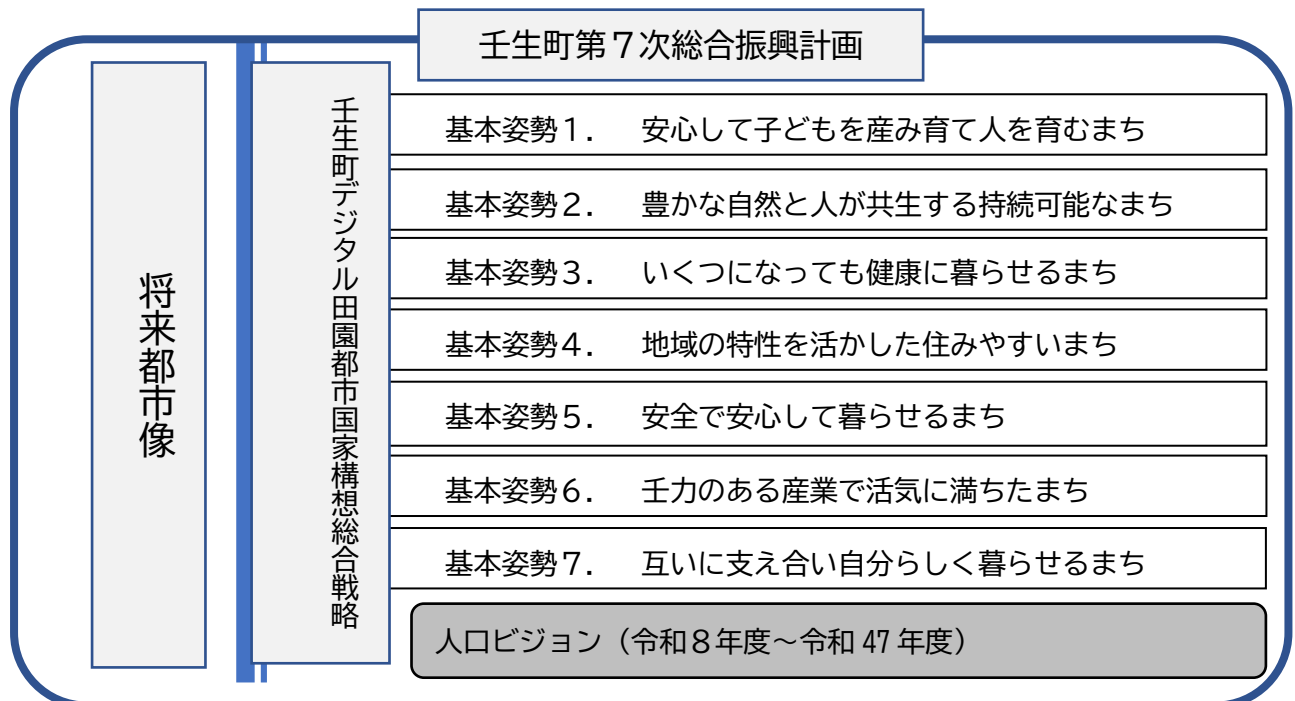 壬生町第７次総合振興計画
将来都市像
壬生町デジタル田園都市国家構想総合戦略
基本姿勢１．　安心して子どもを産み育て人を育むまち
基本姿勢２．　豊かな自然と人が共生する持続可能なまち
基本姿勢３．　いくつになっても健康に暮らせるまち
基本姿勢４．　地域の特性を活かした住みやすいまち
基本姿勢５．　安全で安心して暮らせるまち
基本姿勢６．　壬力のある産業で活気に満ちたまち
基本姿勢７．　互いに支え合い自分らしく暮らせるまち
人口ビジョン（令和８年度～令和 47 年度）